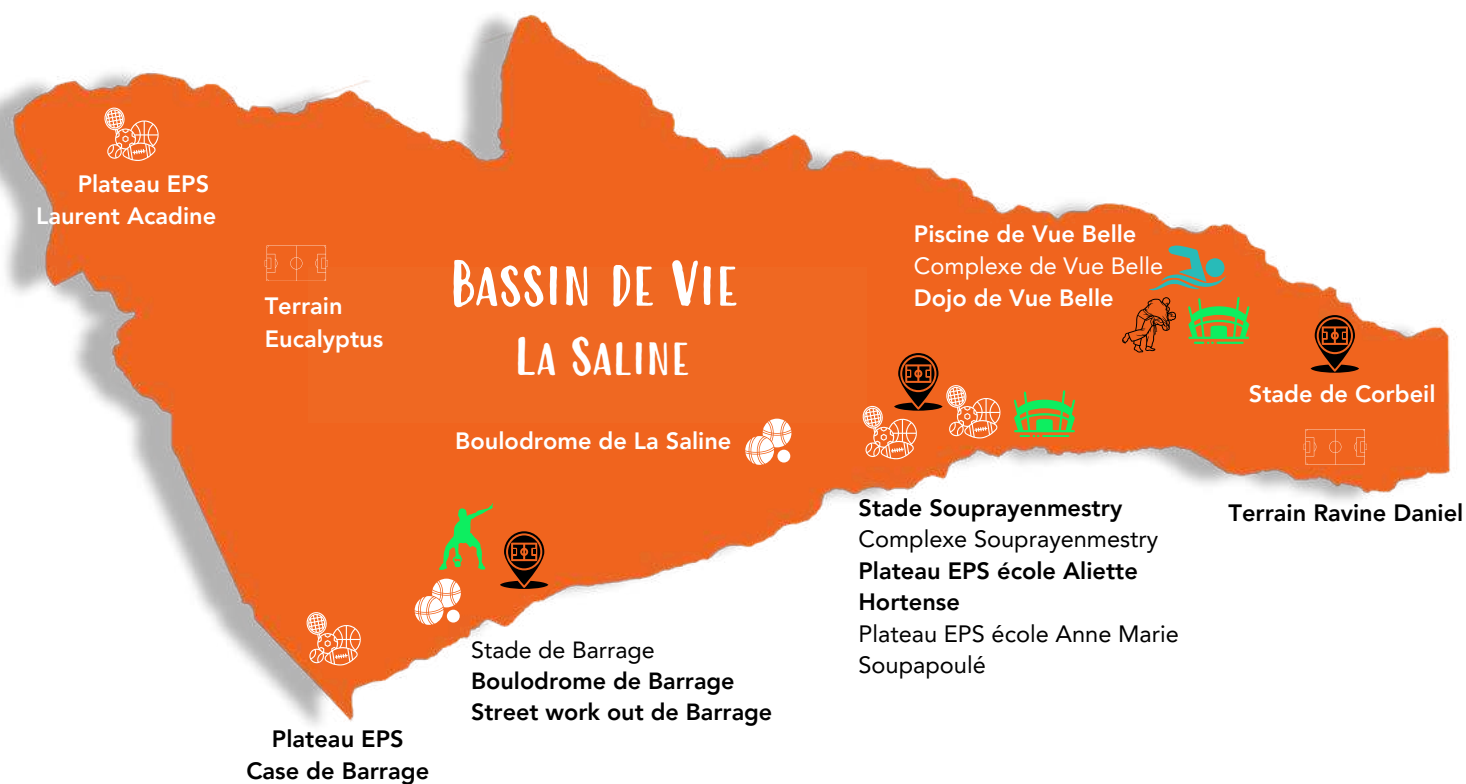 Plateau EPS
Laurent Acadine
Terrain
Eucalyptus
BASSIN DE VIE
LA SALINE
Piscine de Vue Belle
Complexe de Vue Belle
Dojo de Vue Belle
Stade de Corbeil
Boulodrome de La Saline
Stade Souprayenmestry
Complexe Souprayenmestry
Plateau EPS école Aliette
Hortense
Plateau EPS école Anne Marie
Soupapoulé
Terrain Ravine Daniel
Stade de Barrage
Boulodrome de Barrage
Street work out de Barrage
Plateau EPS
Case de Barrage